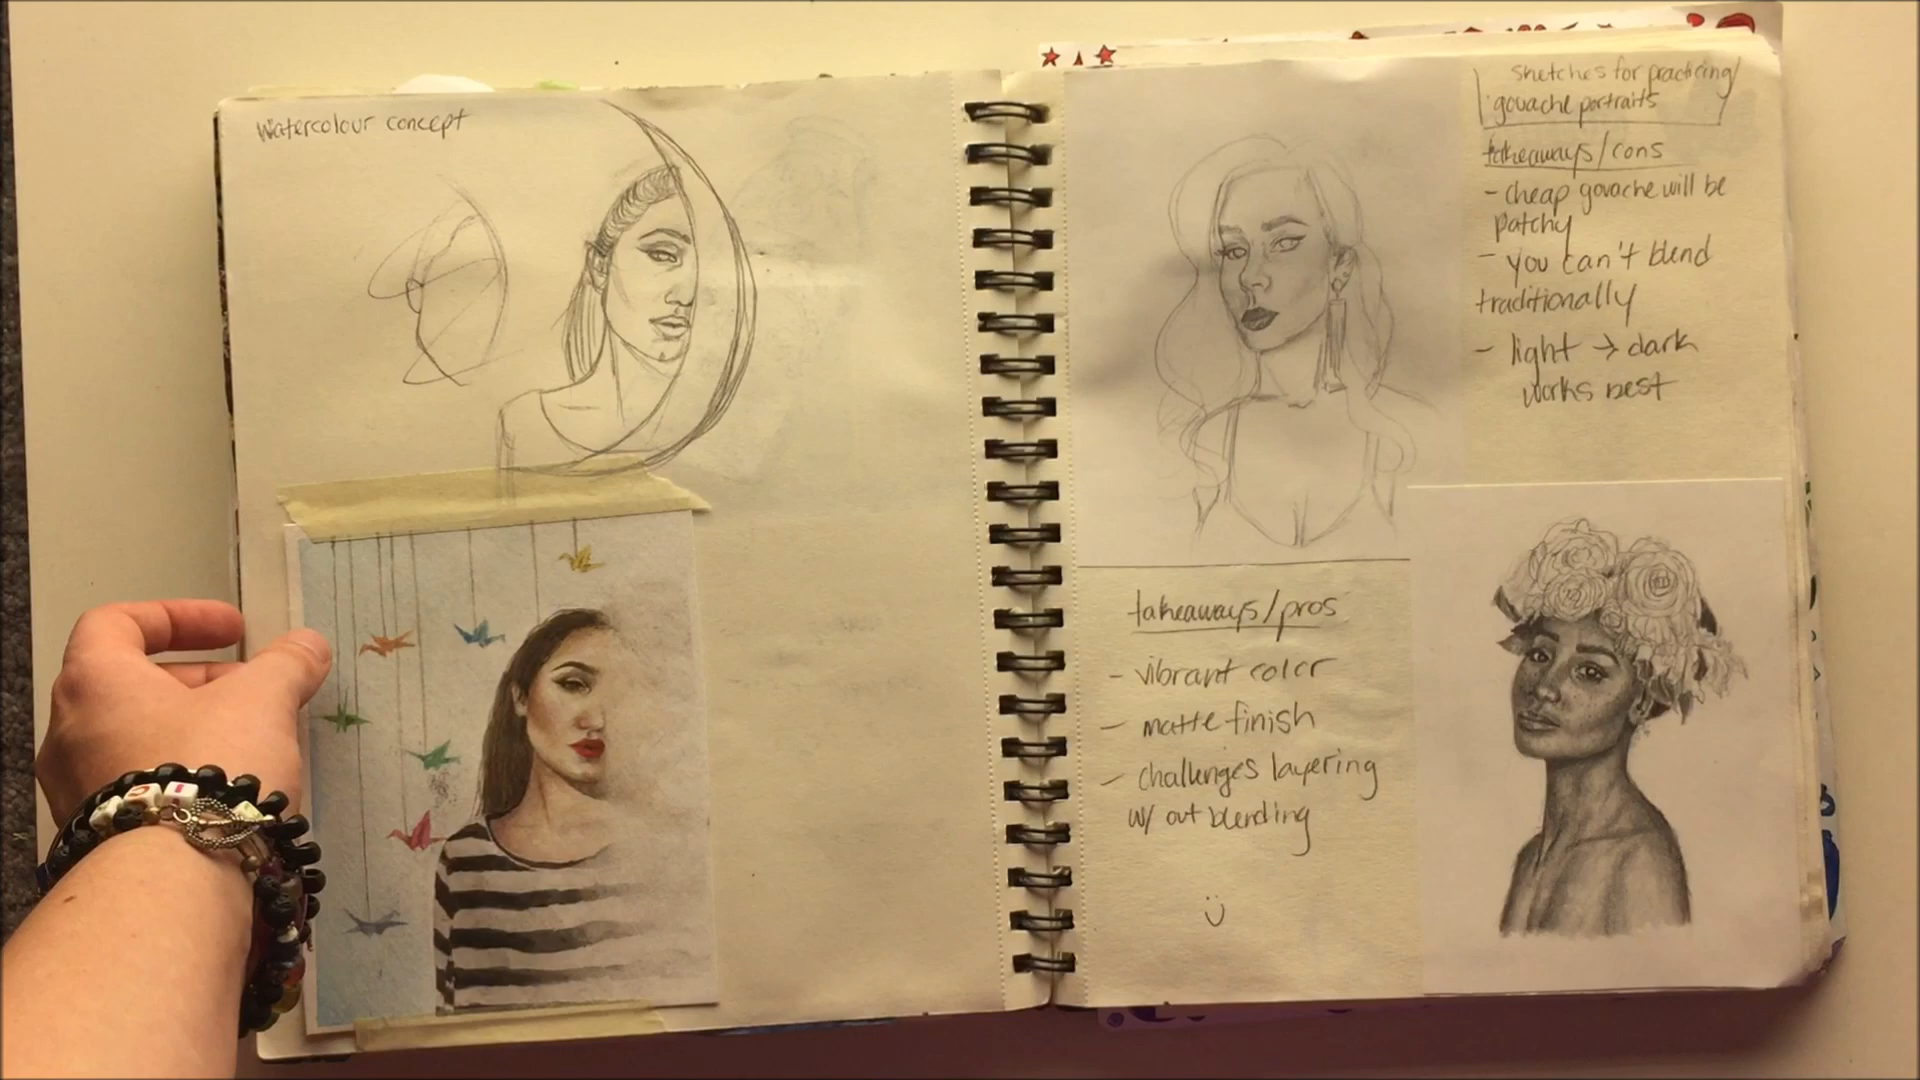 Watercolour concept
sketches for practicing
gouache portraits
takeaways/cons
- cheap gouache will be
patchy
- you can't blend
traditionally
- light → dark
works best
takeaways/pros
- vibrant color
- matte finish
- challenges layering
w/ out blending